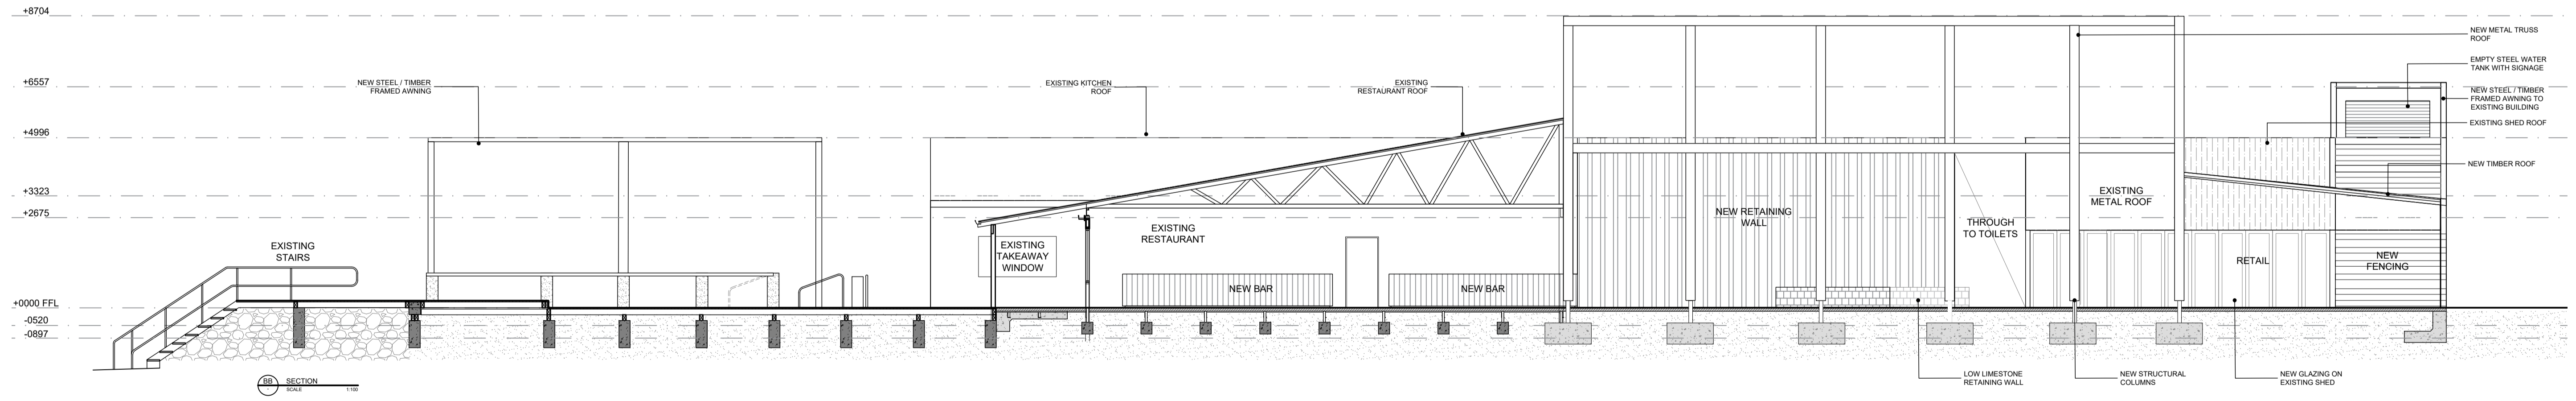 +8704
+6557
+4996
+3323
+2675
+0000 FFL
-0520
-0897
NEW STEEL / TIMBER
FRAMED AWNING
EXISTING KITCHEN
ROOF
EXISTING
RESTAURANT ROOF
NEW METAL TRUSS
ROOF
EMPTY STEEL WATER
TANK WITH SIGNAGE
NEW STEEL / TIMBER
FRAMED AWNING TO
EXISTING BUILDING
EXISTING SHED ROOF
NEW TIMBER ROOF
EXISTING
STAIRS
EXISTING
TAKEAWAY
WINDOW
EXISTING
RESTAURANT
NEW BAR
NEW BAR
NEW RETAINING
WALL
THROUGH
TO TOILETS
EXISTING
METAL ROOF
RETAIL
NEW
FENCING
LOW LIMESTONE
RETAINING WALL
NEW STRUCTURAL
COLUMNS
NEW GLAZING ON
EXISTING SHED
BB
-
SECTION
SCALE 1:100